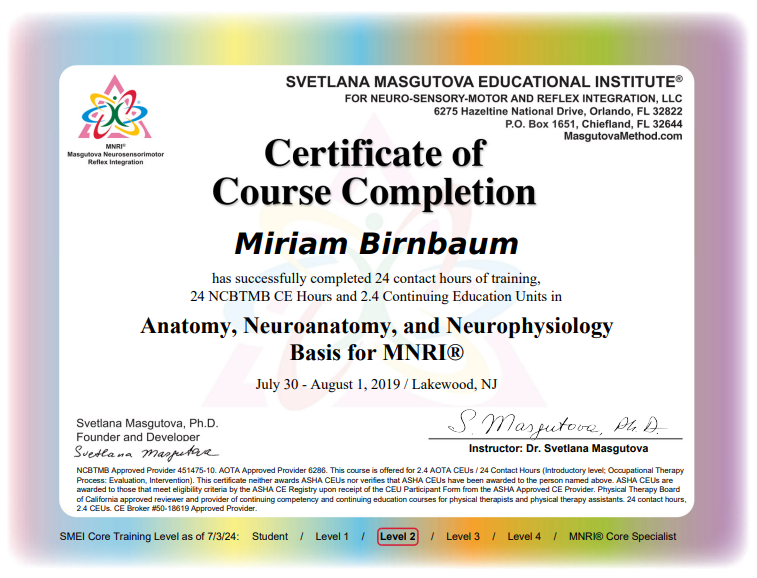 SVETLANA MASGUTOVA EDUCATIONAL INSTITUTE®
FOR NEURO-SENSORY-MOTOR AND REFLEX INTEGRATION, LLC
6275 Hazeltine National Drive, Orlando, FL 32822
P.O. Box 1651, Chiefland, FL 32644
MasgutovaMethod.com
MNRI®
Masgutova Neurosensorimotor
Reflex Integration
Certificate of
Course Completion
Miriam Birnbaum
has successfully completed 24 contact hours of training,
24 NCBTMB CE Hours and 2.4 Continuing Education Units in
Anatomy, Neuroanatomy, and Neurophysiology
Basis for MNRI®
July 30 - August 1, 2019 / Lakewood, NJ
Svetlana Masgutova, Ph.D.
Founder and Developer
Svetlana Masgutova
S. Masgutova, Ph.D.
Instructor: Dr. Svetlana Masgutova
NCBTMB Approved Provider 451475-10. AOTA Approved Provider 6286. This course is offered for 2.4 AOTA CEUs / 24 Contact Hours (Introductory level; Occupational Therapy
Process: Evaluation, Intervention). This certificate neither awards ASHA CEUs nor verifies that ASHA CEUs have been awarded to the person named above. ASHA CEUs are
awarded to those that meet eligibility criteria by the ASHA CE Registry upon receipt of the CEU Participant Form from the ASHA Approved CE Provider. Physical Therapy Board
of California approved reviewer and provider of continuing competency and continuing education courses for physical therapists and physical therapy assistants. 24 contact hours,
2.4 CEUs. CE Broker #50-18619 Approved Provider.
SMEI Core Training Level as of 7/3/24: Student / Level 1 / Level 2 / Level 3 / Level 4 / MNRI® Core Specialist